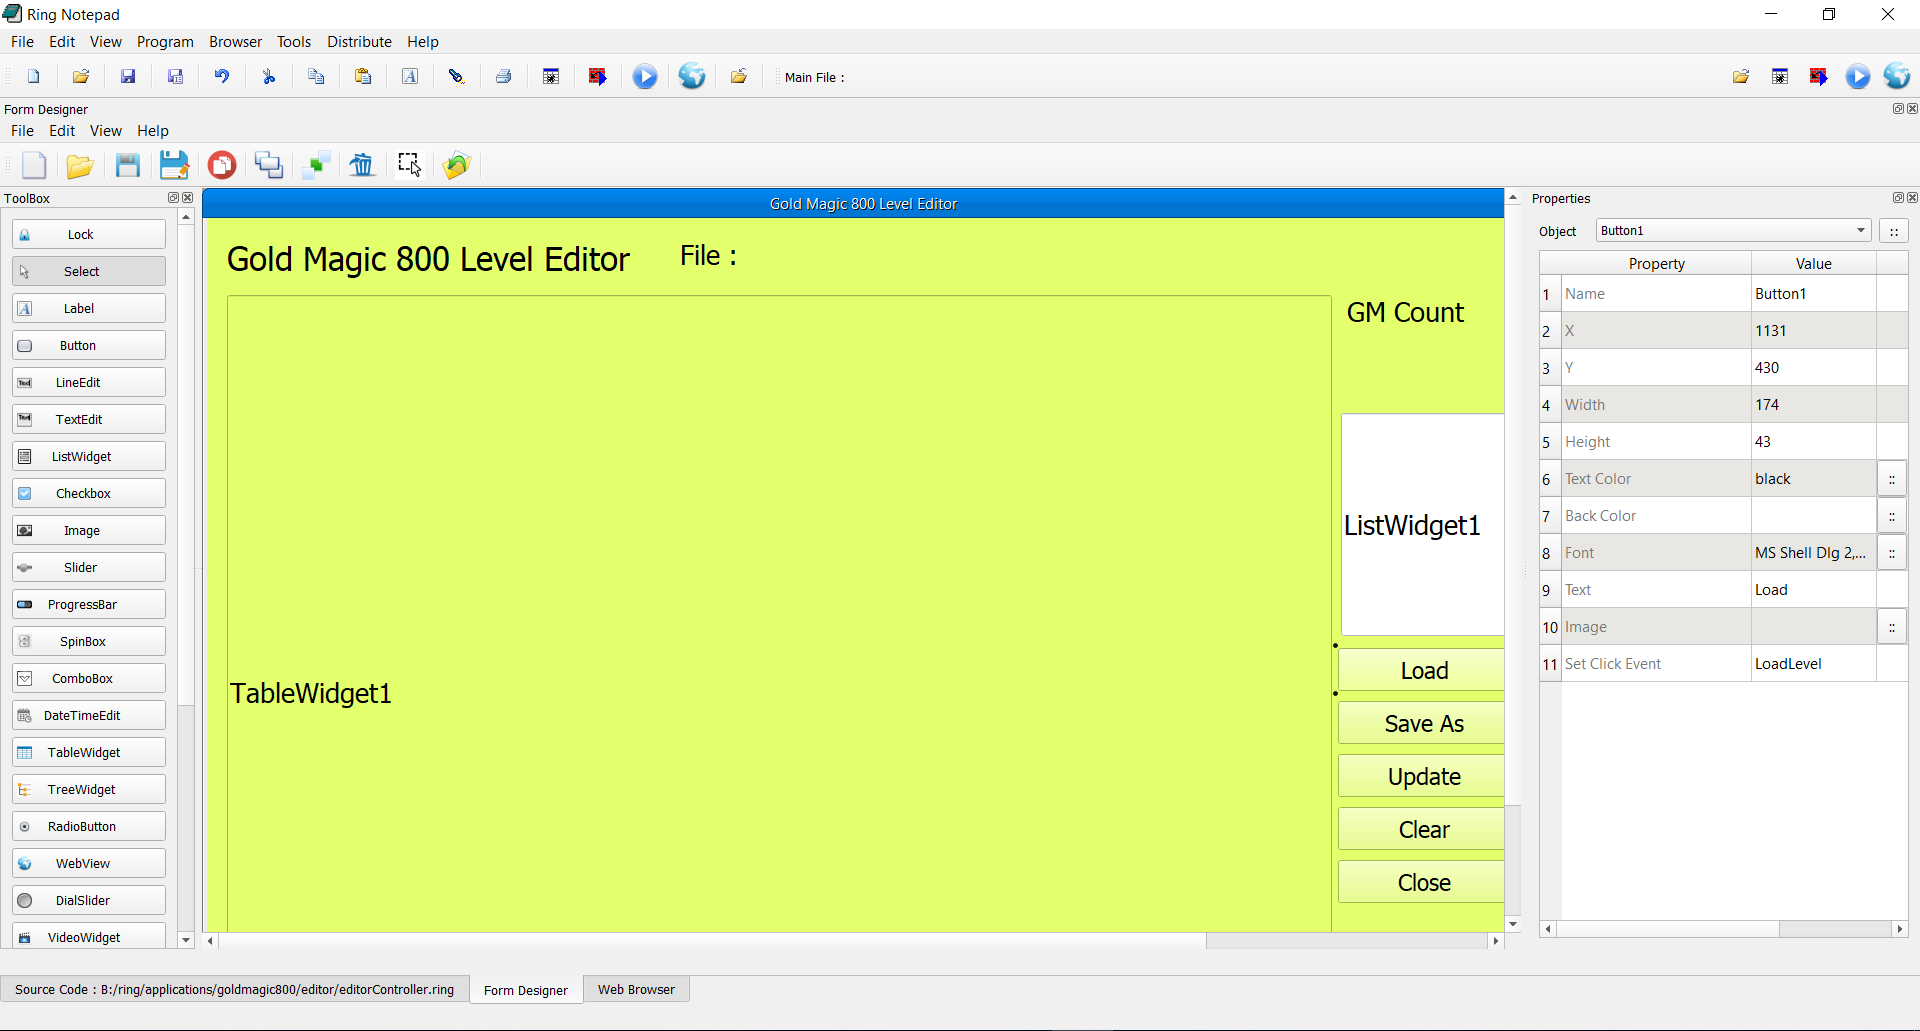 Ring Notepad
File Edit View Program Browser Tools Distribute Help
Main File :
Form Designer
File Edit View Help
ToolBox
Lock
Select
Label
Button
LineEdit
TextEdit
ListWidget
Checkbox
Image
Slider
ProgressBar
SpinBox
ComboBox
DateTimeEdit
TableWidget
TreeWidget
RadioButton
WebView
DialSlider
VideoWidget
Gold Magic 800 Level Editor
Gold Magic 800 Level Editor File :
GM Count
ListWidget1
TableWidget1
Load
Save As
Update
Clear
Close
Properties
Object Button1 ::
Property Value
1 Name Button1
2 X 1131
3 Y 430
4 Width 174
5 Height 43
6 Text Color black ::
7 Back Color ::
8 Font MS Shell Dlg 2,... ::
9 Text Load
10 Image ::
11 Set Click Event LoadLevel
Source Code : B:/ring/applications/goldmagic800/editor/editorController.ring Form Designer Web Browser